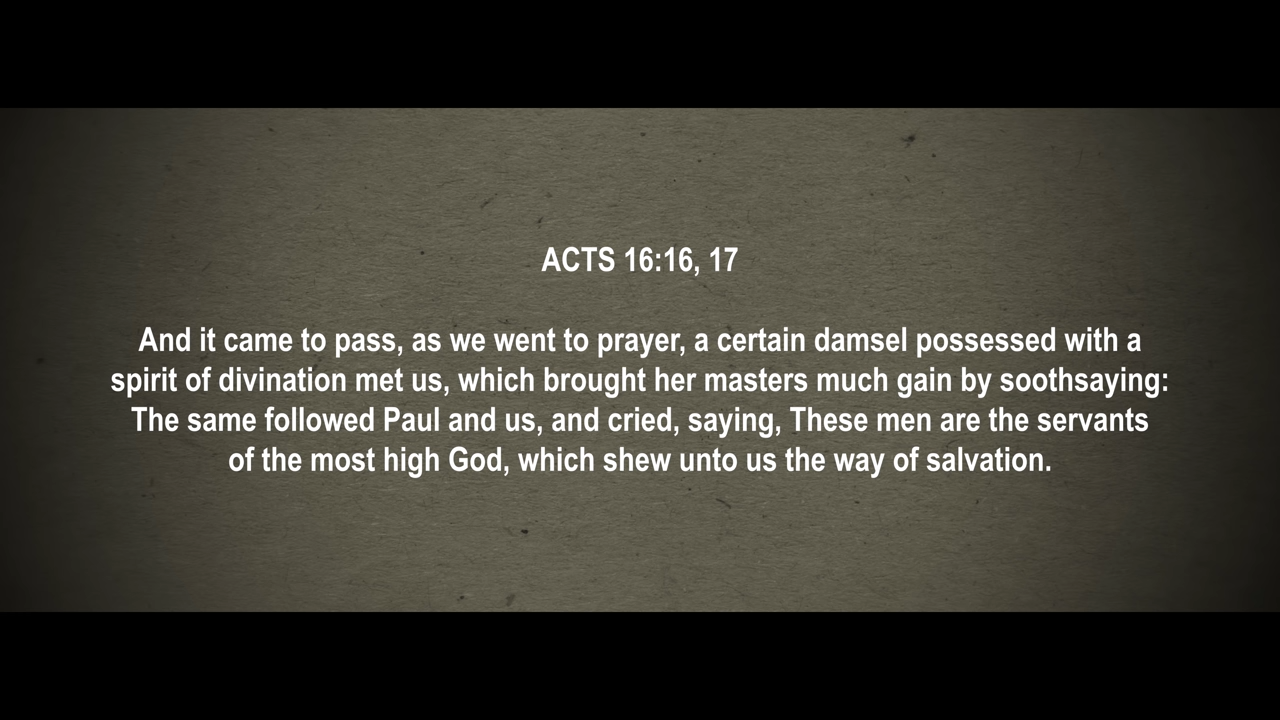 ACTS 16:16, 17
And it came to pass, as we went to prayer, a certain damsel possessed with a
spirit of divination met us, which brought her masters much gain by soothsaying:
The same followed Paul and us, and cried, saying, These men are the servants
of the most high God, which shew unto us the way of salvation.